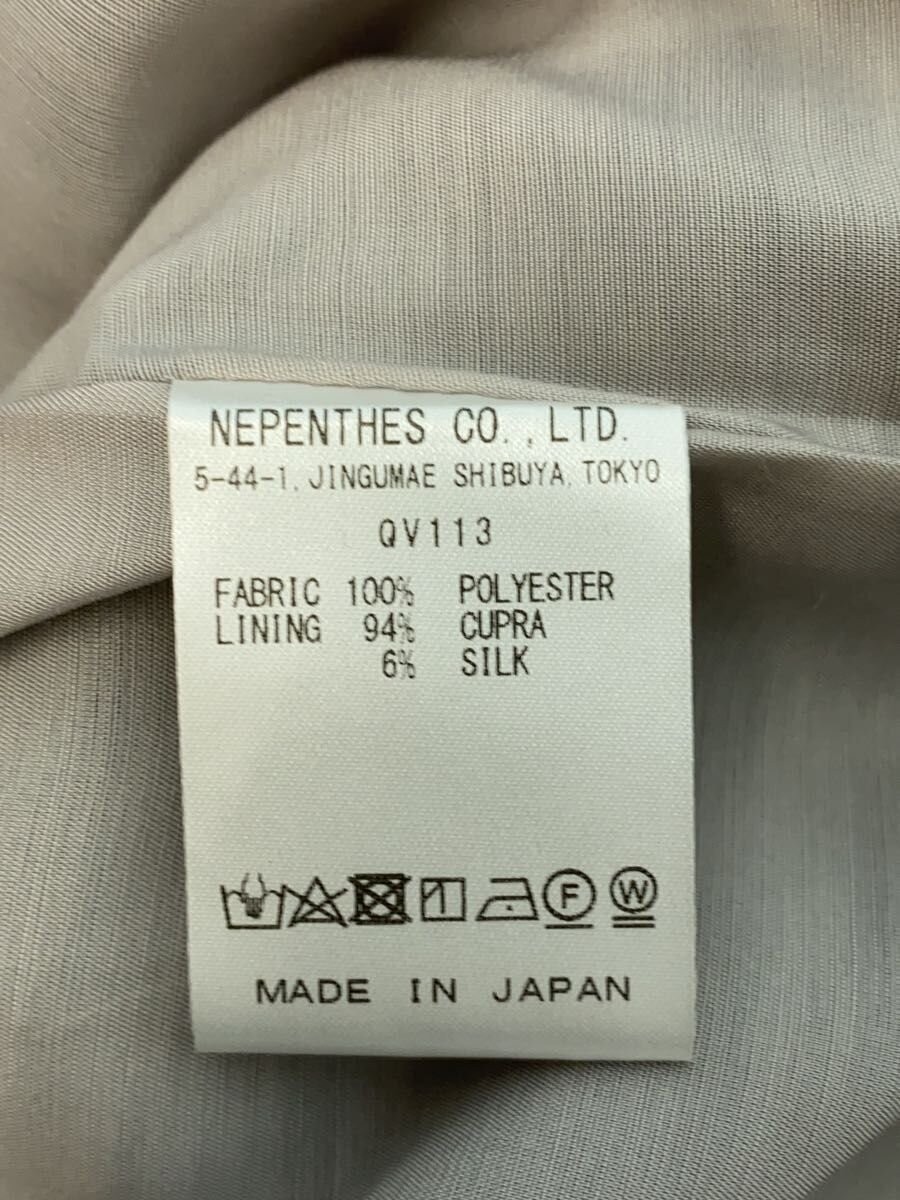 NEPENTHES CO.,LTD.
5-44-1, JINGUMAE SHIBUYA, TOKYO
QV113
FABRIC 100% POLYESTER
LINING 94% CUPRA
6% SILK
F W
MADE IN JAPAN